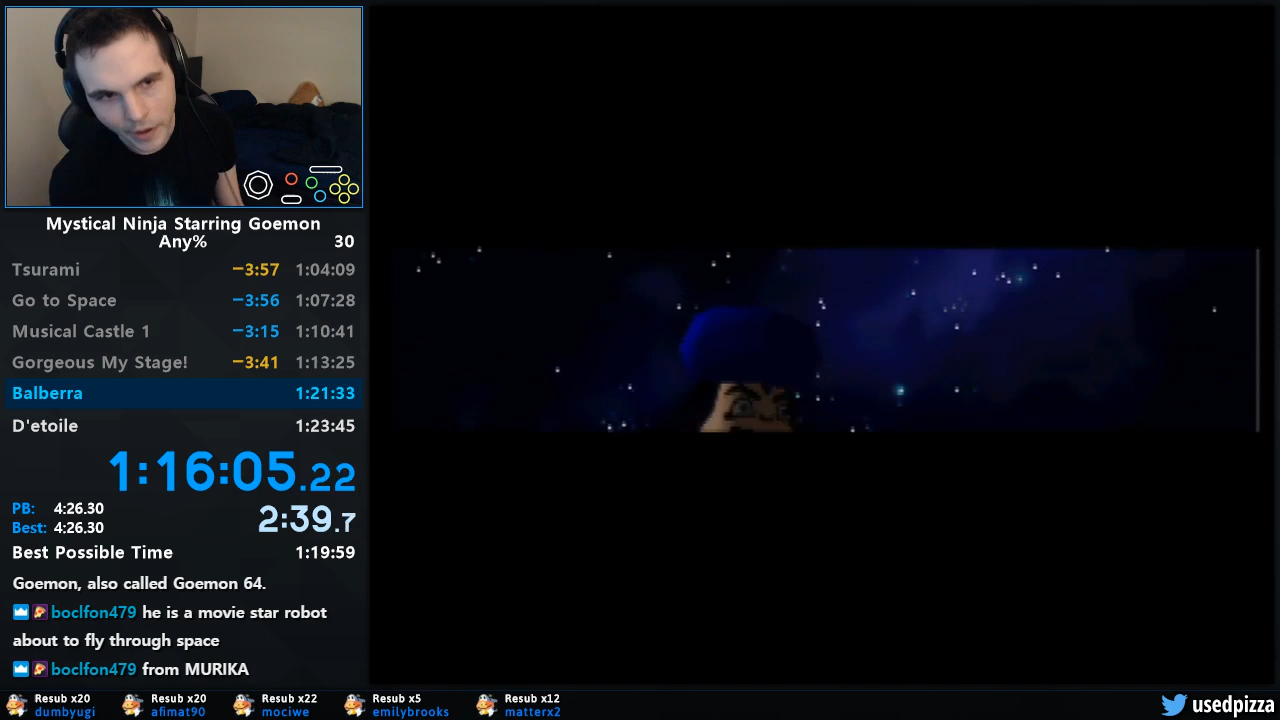 Mystical Ninja Starring Goemon
Any% 30
Tsurami −3:57 1:04:09
Go to Space −3:56 1:07:28
Musical Castle 1 −3:15 1:10:41
Gorgeous My Stage! −3:41 1:13:25
Balberra 1:21:33
D'etoile 1:23:45
1:16:05.22
PB: 4:26.30
Best: 4:26.30
2:39.7
Best Possible Time 1:19:59
Goemon, also called Goemon 64.
boclfon479 he is a movie star robot
about to fly through space
boclfon479 from MURIKA
Resub x20 Resub x20 Resub x22 Resub x5 Resub x12
dumbyugi afimat90 mociwe emilybrooks matterx2
usedpizza